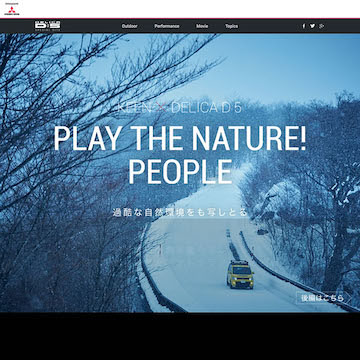 Outdoor
Performance
Movie
Topics
KEEN × DELICA D:5
PLAY THE NATURE!
PEOPLE
過酷な自然環境をも写しとる
後編はこちら